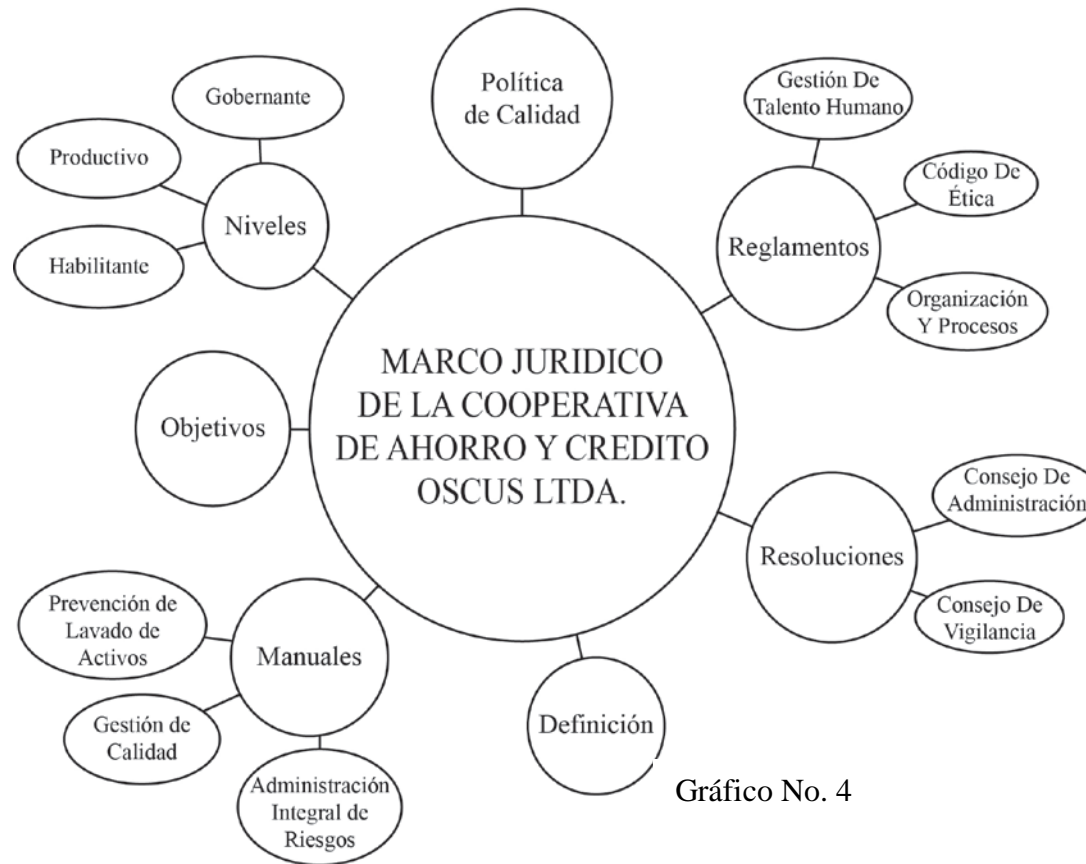 Política
de Calidad
Gobernante
Productivo
Habilitante
Niveles
Gestión De
Talento Humano
Código De
Ética
Organización
Y Procesos
Reglamentos
MARCO JURIDICO
DE LA COOPERATIVA
DE AHORRO Y CREDITO
OSCUS LTDA.
Objetivos
Consejo De
Administración
Resoluciones
Consejo De
Vigilancia
Prevención de
Lavado de
Activos
Manuales
Gestión de
Calidad
Administración
Integral de
Riesgos
Definición
Gráfico No. 4